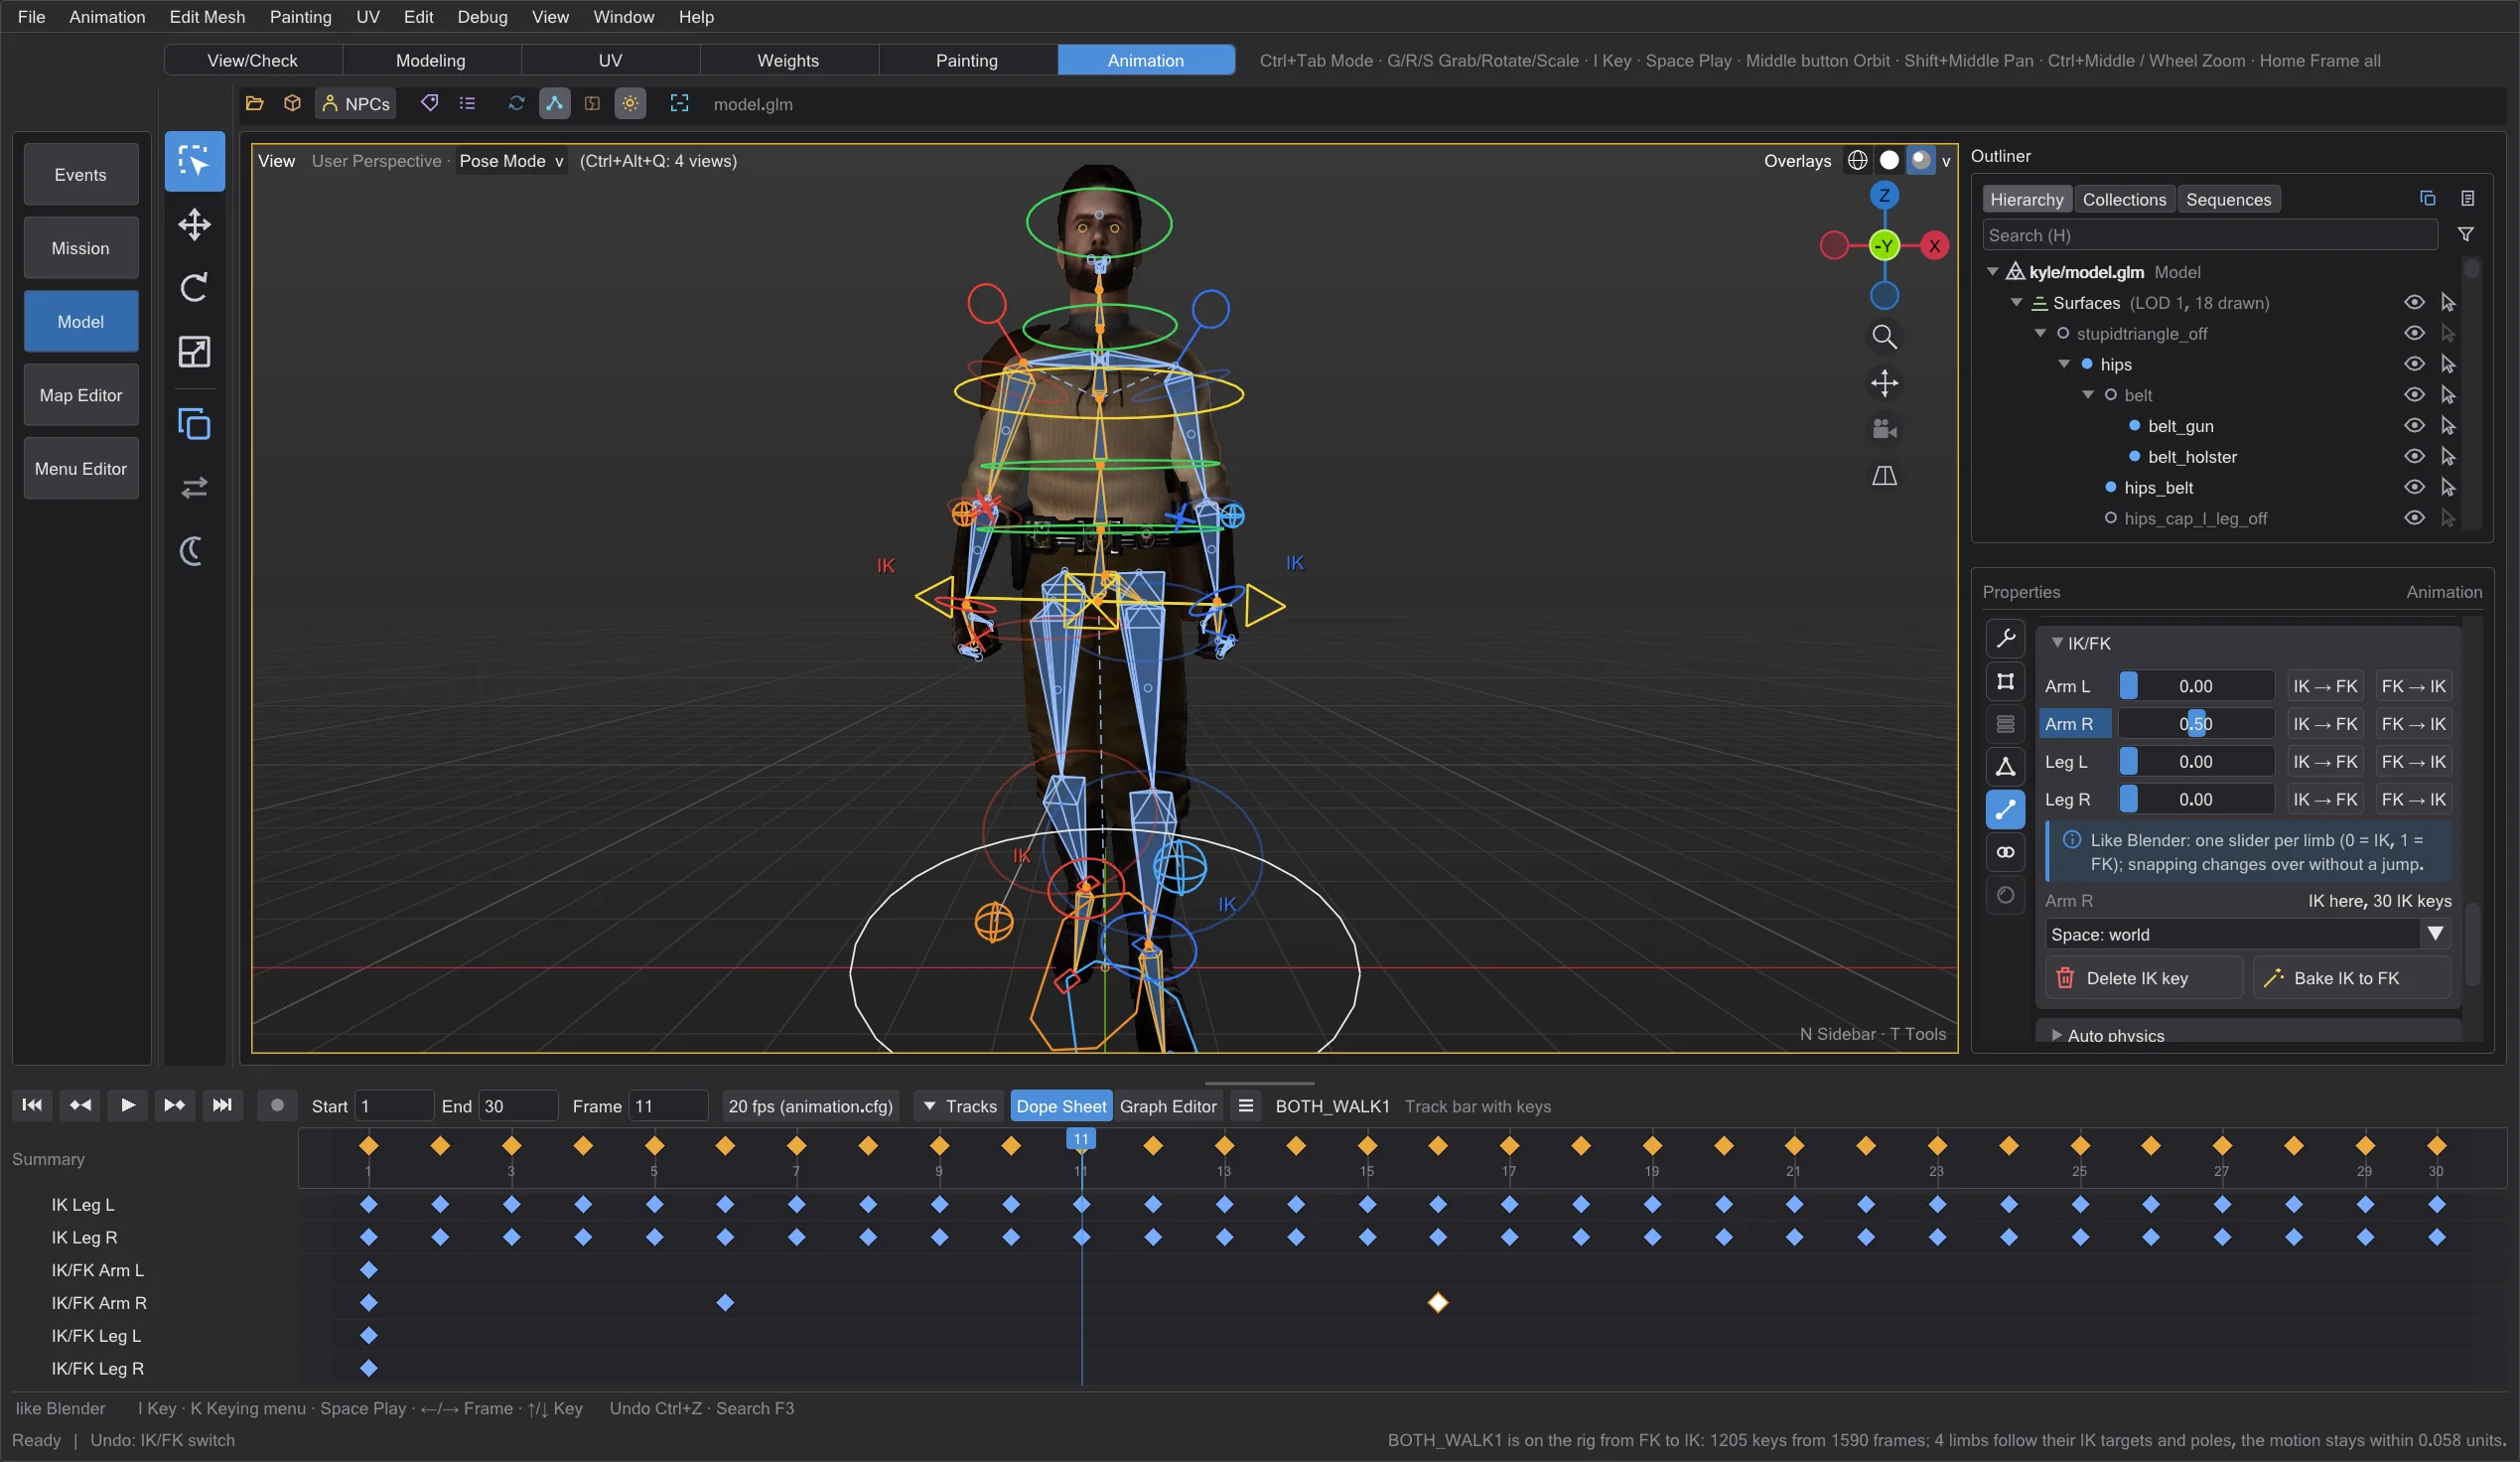 File Animation Edit Mesh Painting UV Edit Debug View Window Help
View/Check Modeling UV Weights Painting Animation Ctrl+Tab Mode · G/R/S Grab/Rotate/Scale · I Key · Space Play · Middle button Orbit · Shift+Middle Pan · Ctrl+Middle / Wheel Zoom · Home Frame all
NPCs model.glm
Events
Mission
Model
Map Editor
Menu Editor
View User Perspective · Pose Mode v (Ctrl+Alt+Q: 4 views) Overlays v
Z
-Y X
IK IK
IK
IK
N Sidebar · T Tools
Outliner
Hierarchy Collections Sequences
Search (H)
kyle/model.glm Model
Surfaces (LOD 1, 18 drawn)
stupidtriangle_off
hips
belt
belt_gun
belt_holster
hips_belt
hips_cap_l_leg_off
Properties Animation
IK/FK
Arm L 0.00 IK → FK FK → IK
Arm R 0.50 IK → FK FK → IK
Leg L 0.00 IK → FK FK → IK
Leg R 0.00 IK → FK FK → IK
Like Blender: one slider per limb (0 = IK, 1 =
FK); snapping changes over without a jump.
Arm R IK here, 30 IK keys
Space: world
Delete IK key Bake IK to FK
Auto physics
Start 1 End 30 Frame 11 20 fps (animation.cfg) Tracks Dope Sheet Graph Editor BOTH_WALK1 Track bar with keys
11
Summary
1 3 5 7 9 11 13 15 17 19 21 23 25 27 29 30
IK Leg L
IK Leg R
IK/FK Arm L
IK/FK Arm R
IK/FK Leg L
IK/FK Leg R
like Blender I Key · K Keying menu · Space Play · ←/→ Frame · ↑/↓ Key Undo Ctrl+Z · Search F3
Ready | Undo: IK/FK switch BOTH_WALK1 is on the rig from FK to IK: 1205 keys from 1590 frames; 4 limbs follow their IK targets and poles, the motion stays within 0.058 units.